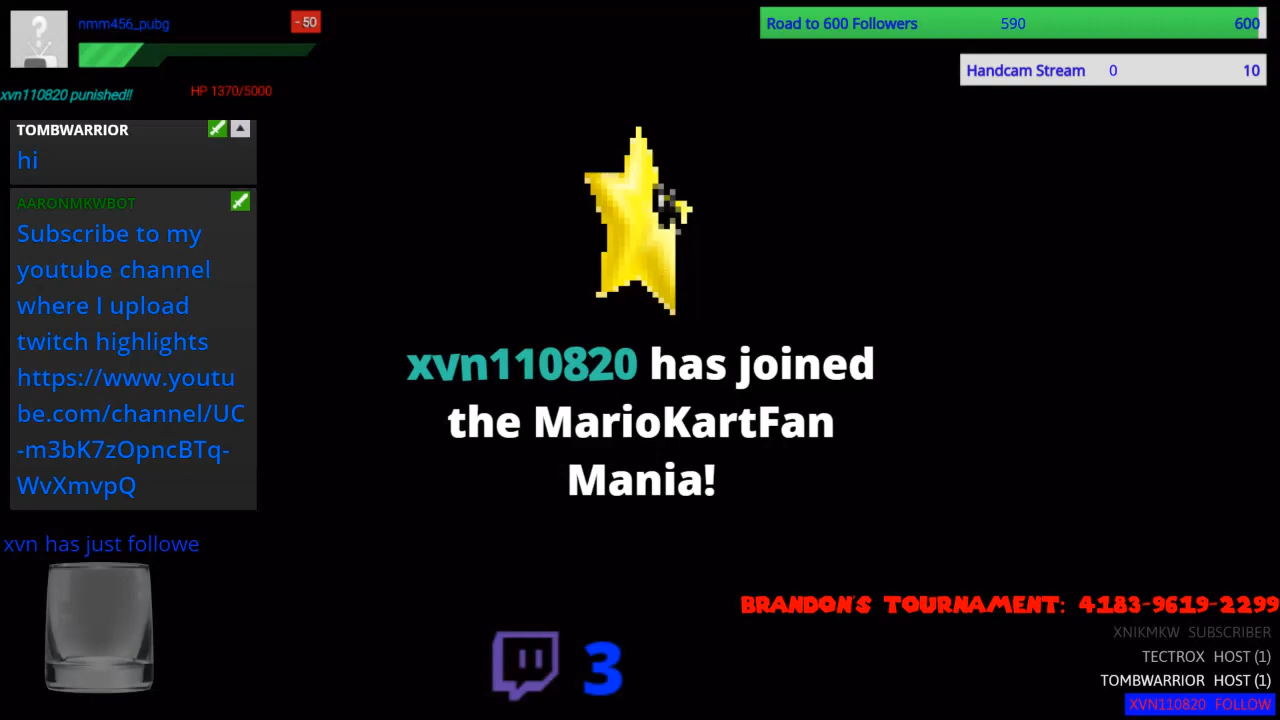 nmm456_pubg
- 50
xvn110820 punished!!
HP 1370/5000
Road to 600 Followers 590 600
Handcam Stream 0 10
TOMBWARRIOR
hi
AARONMKWBOT
Subscribe to my
youtube channel
where I upload
twitch highlights
https://www.youtu
be.com/channel/UC
-m3bK7zOpncBTq-
WvXmvpQ
xvn110820 has joined
the MarioKartFan
Mania!
xvn has just followe
3
BRANDON'S TOURNAMENT: 4183-9619-2299
XNIKMKW SUBSCRIBER
TECTROX HOST (1)
TOMBWARRIOR HOST (1)
XVN110820 FOLLOW